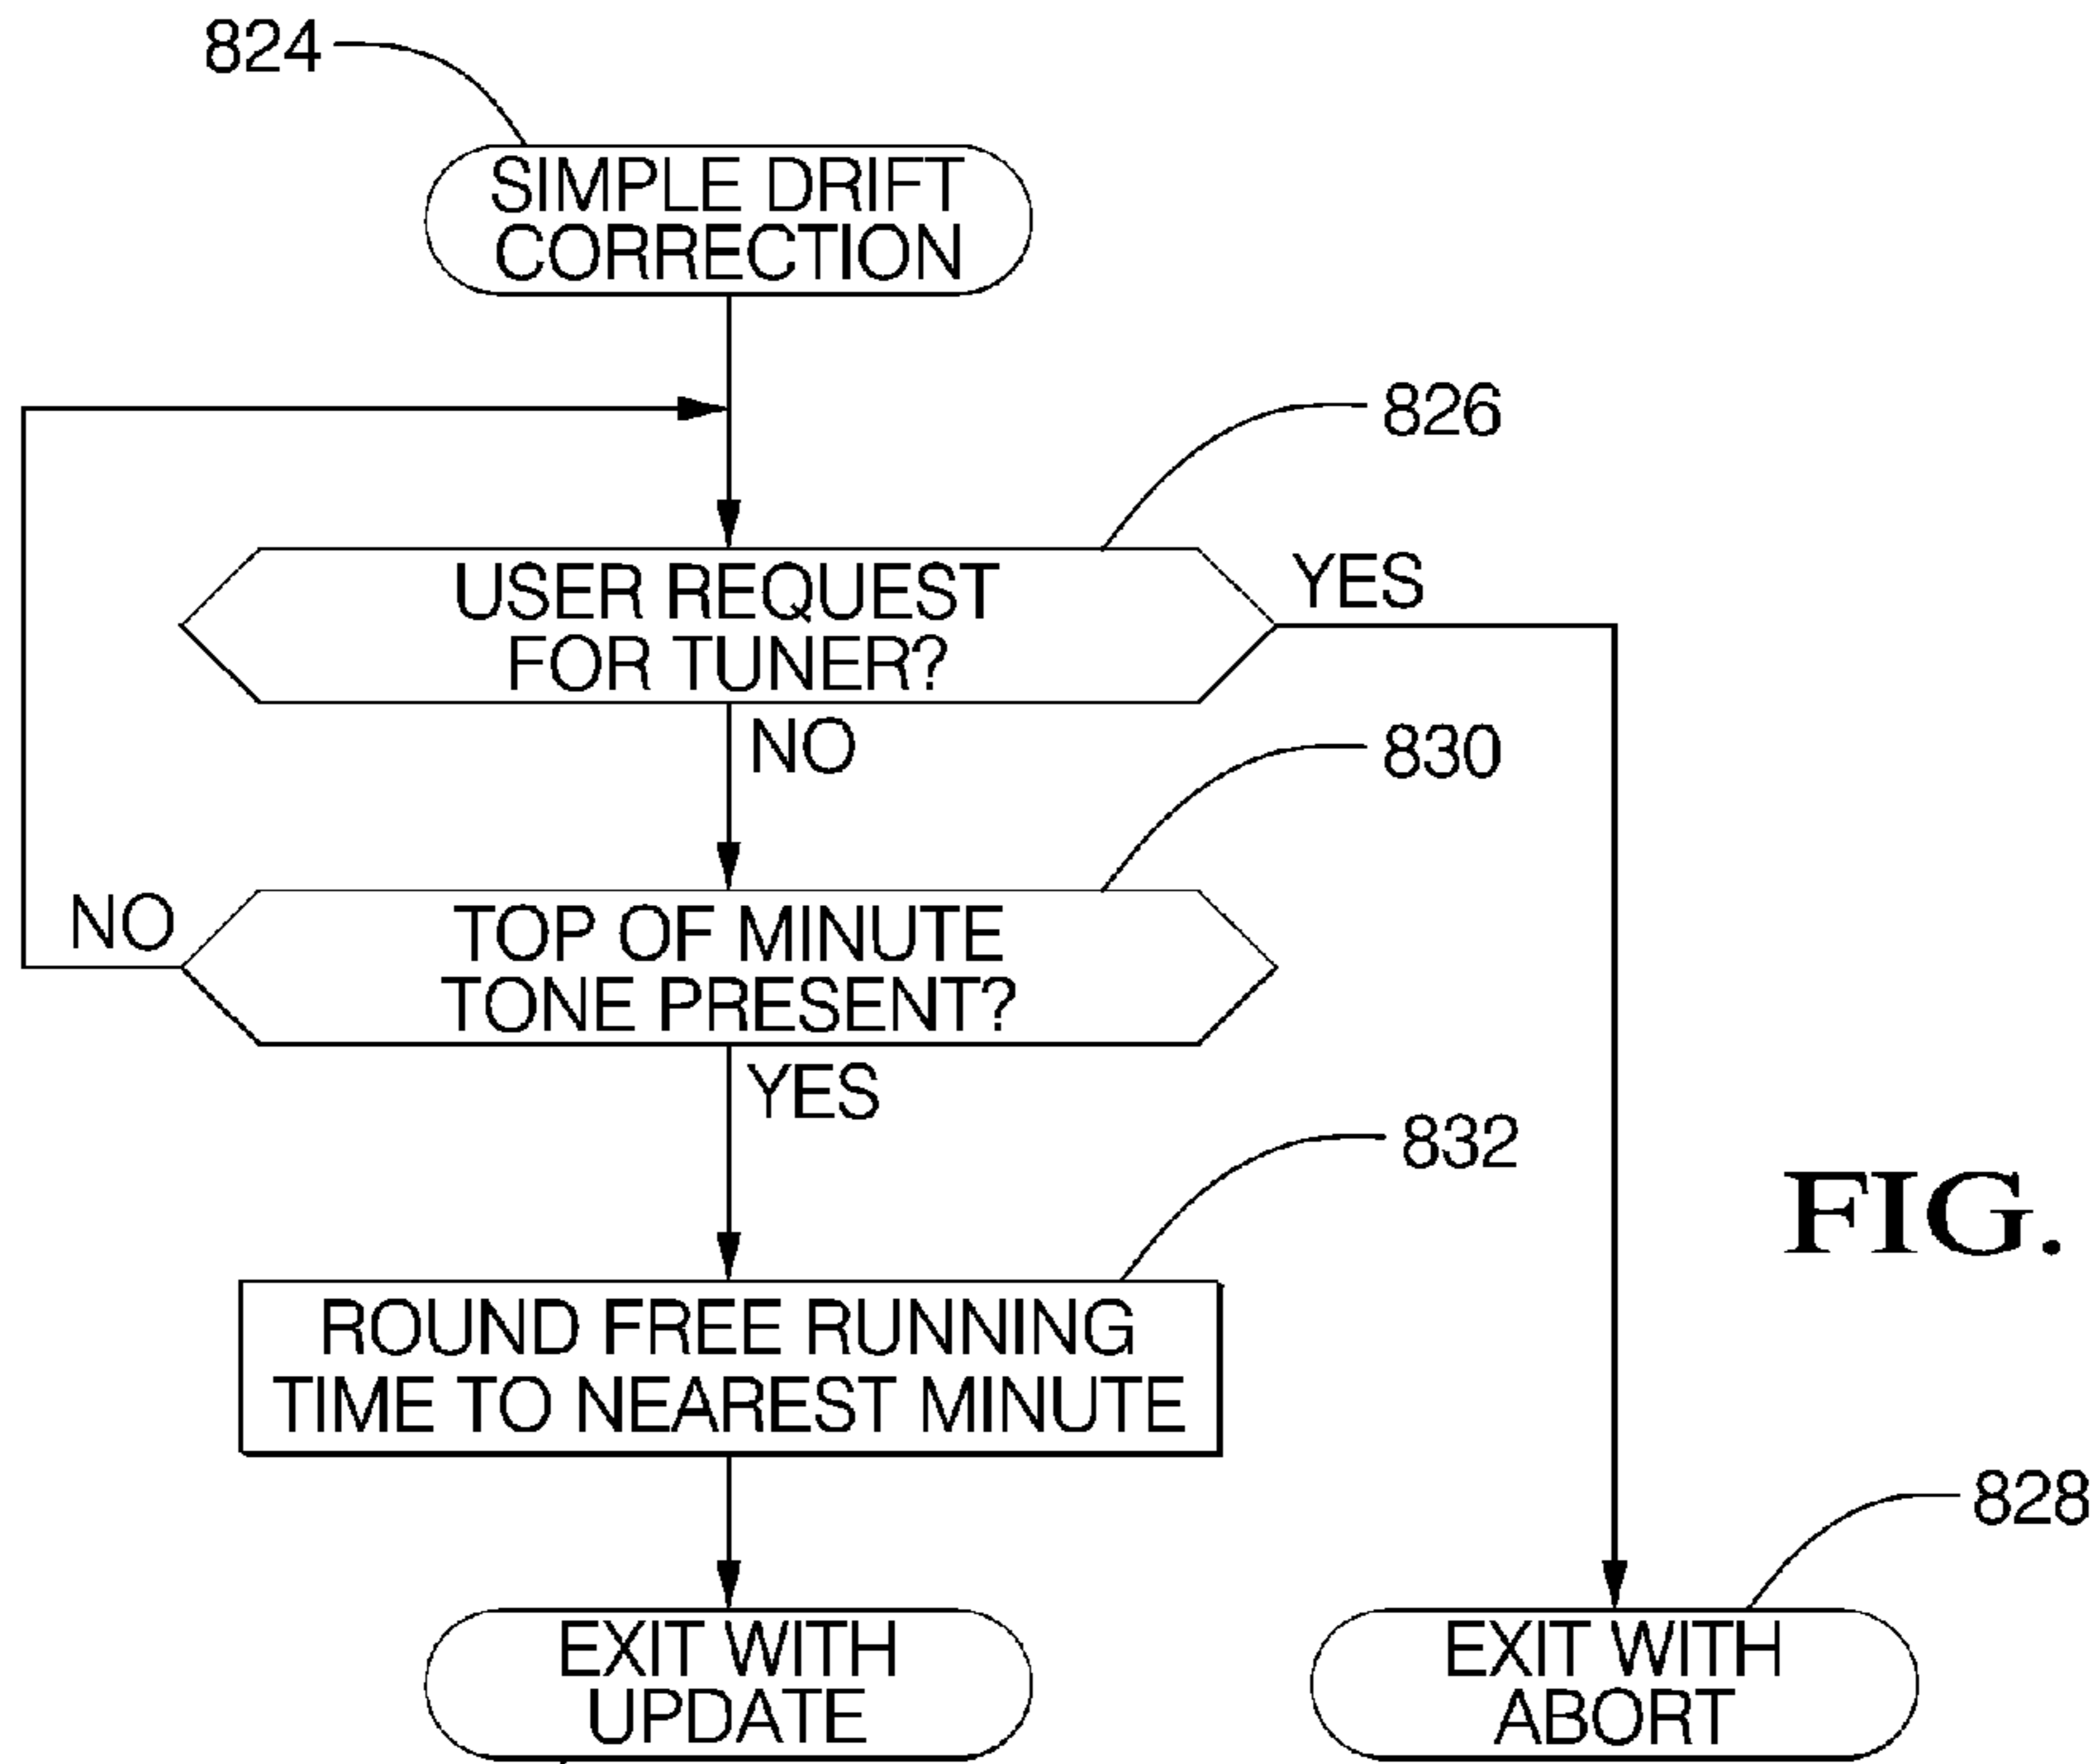 824
SIMPLE DRIFT
CORRECTION
826
USER REQUEST
FOR TUNER?
YES
NO
830
NO
TOP OF MINUTE
TONE PRESENT?
YES
832
FIG.
ROUND FREE RUNNING
TIME TO NEAREST MINUTE
828
EXIT WITH
UPDATE
EXIT WITH
ABORT